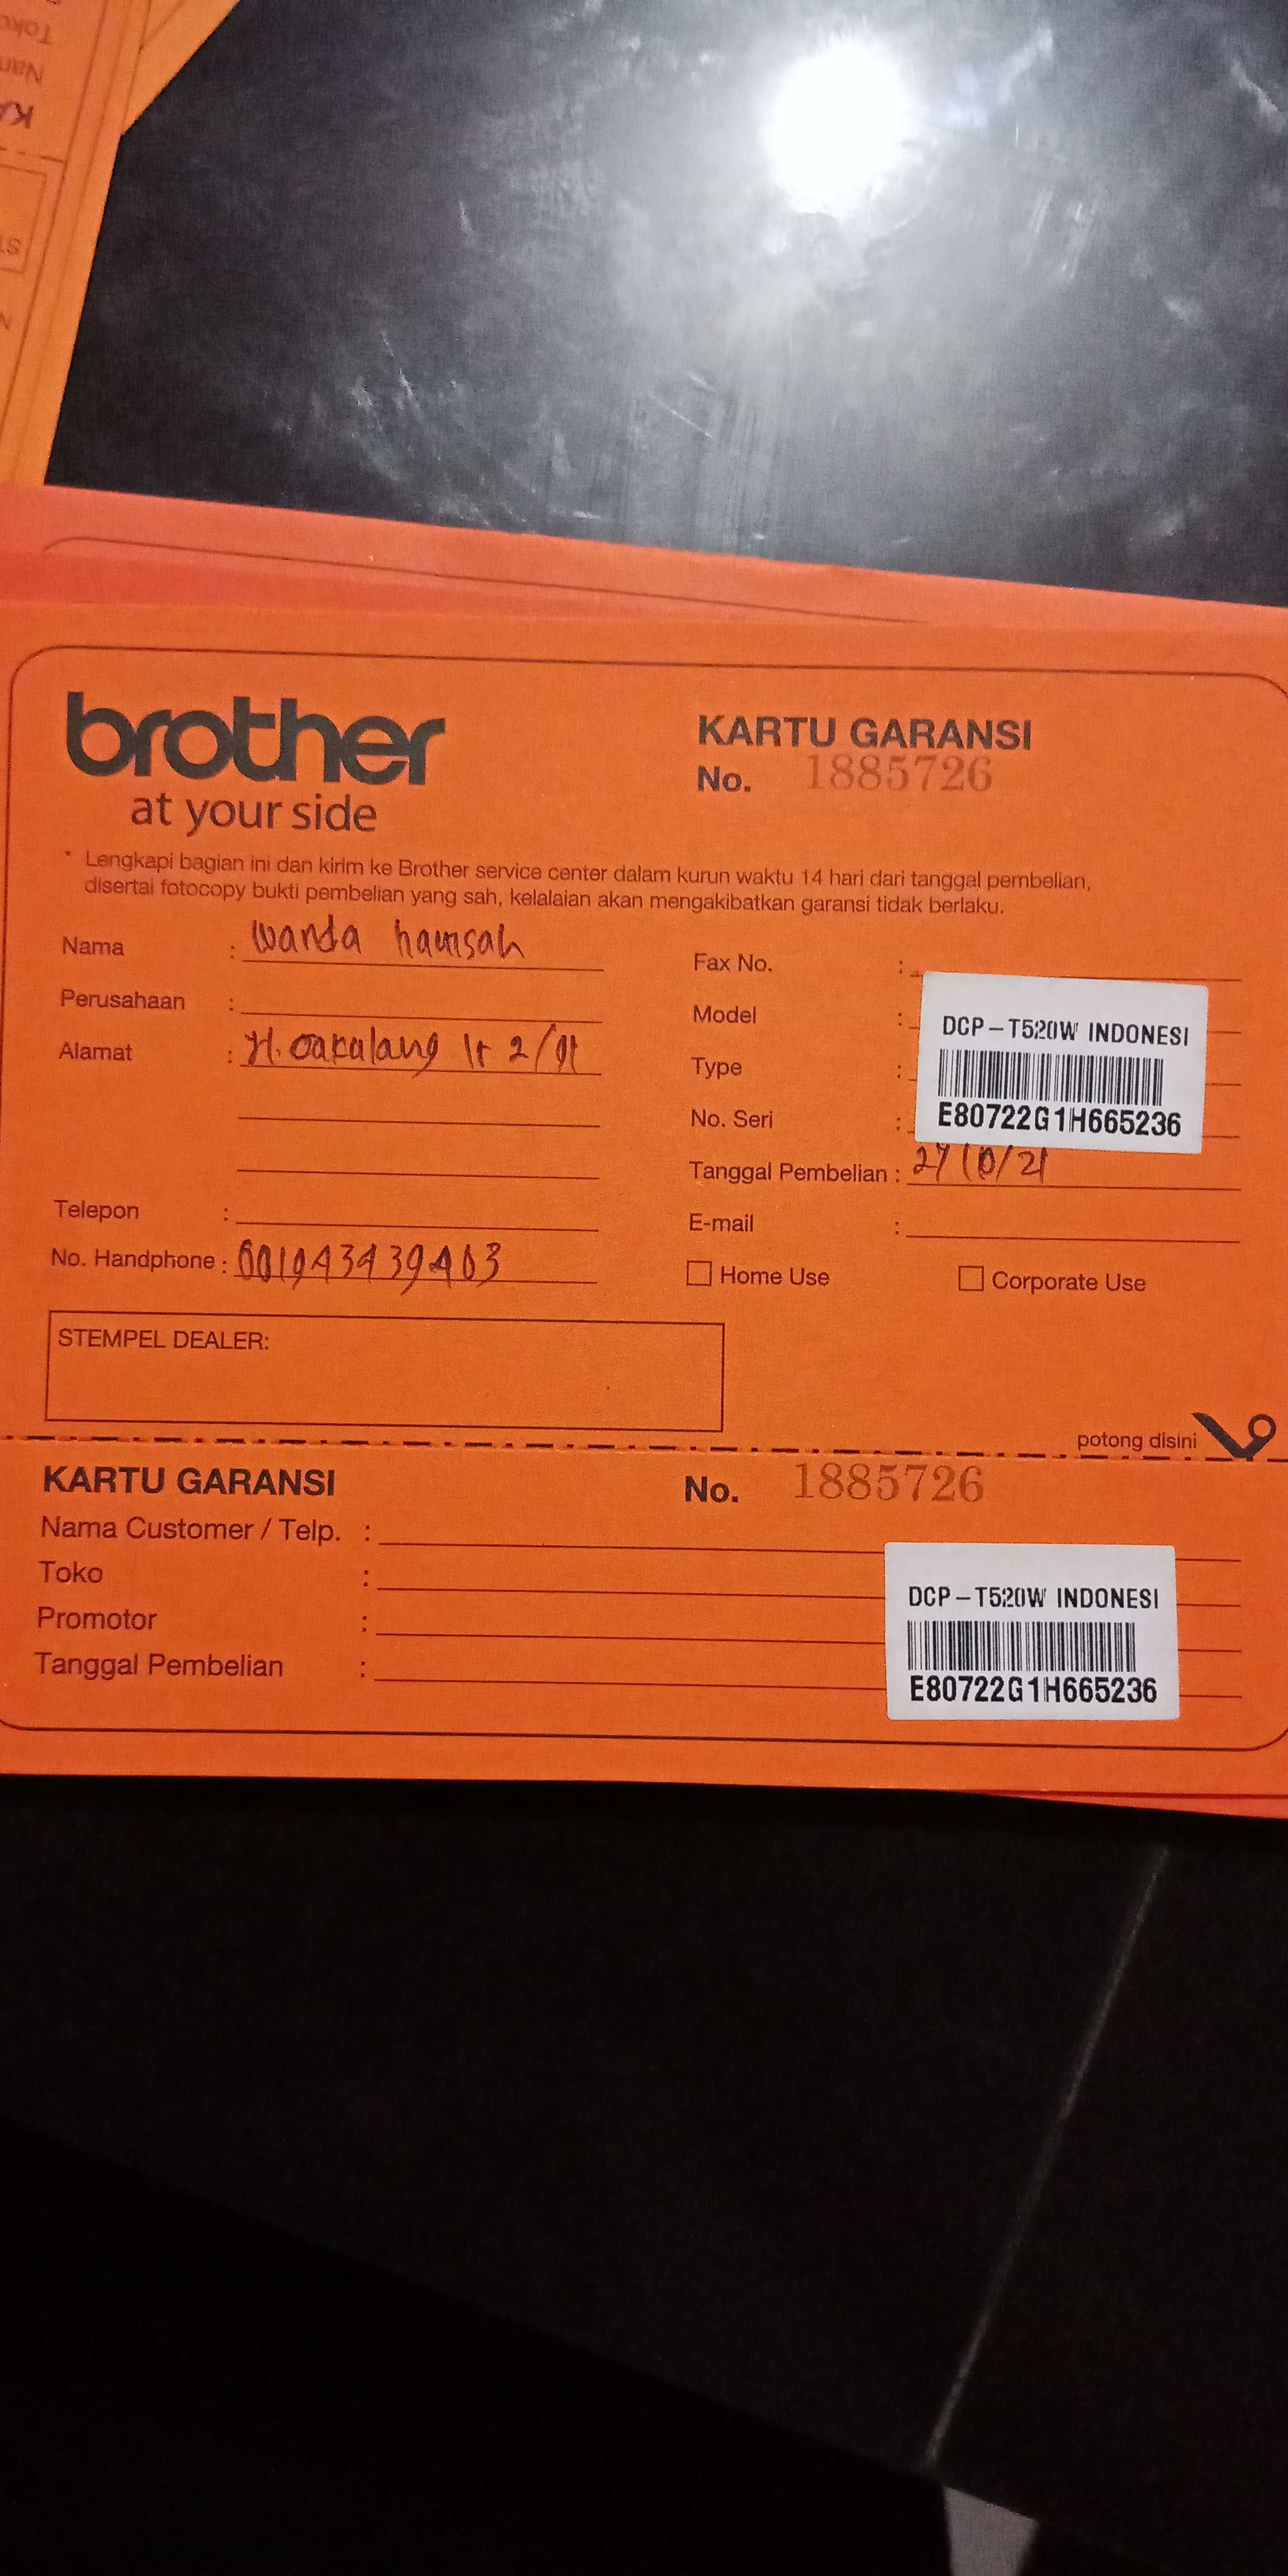 brother
at your side
KARTU GARANSI
No. 1885726
* Lengkapi bagian ini dan kirim ke Brother service center dalam kurun waktu 14 hari dari tanggal pembelian,
disertai fotocopy bukti pembelian yang sah, kelalaian akan mengakibatkan garansi tidak berlaku.
Nama : Wanda hamsah
Perusahaan :
Alamat :
Telepon :
No. Handphone :
Fax No. :
Model :
Type :
No. Seri :
DCP-T520W INDONESI
E80722G1H665236
Tanggal Pembelian : 27/10/21
E-mail :
Home Use
Corporate Use
STEMPEL DEALER:
potong disini
KARTU GARANSI
No. 1885726
Nama Customer / Telp. :
Toko :
Promotor :
Tanggal Pembelian :
DCP-T520W INDONESI
E80722G1H665236